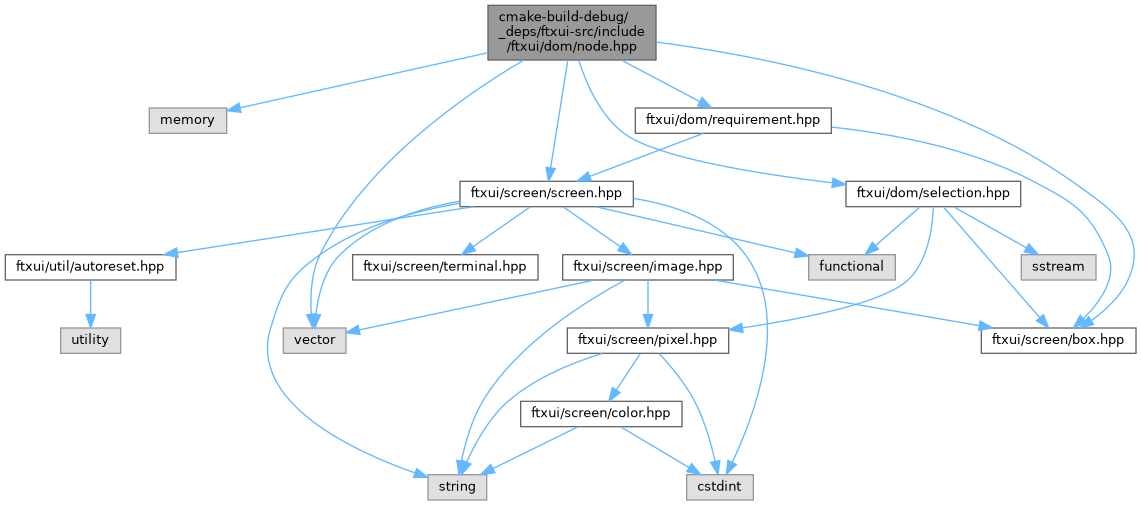 cmake-build-debug/
_deps/ftxui-src/include
/ftxui/dom/node.hpp
memory
ftxui/dom/requirement.hpp
ftxui/screen/screen.hpp
ftxui/dom/selection.hpp
ftxui/util/autoreset.hpp
ftxui/screen/terminal.hpp
ftxui/screen/image.hpp
functional
sstream
utility
vector
ftxui/screen/pixel.hpp
ftxui/screen/box.hpp
ftxui/screen/color.hpp
string
cstdint